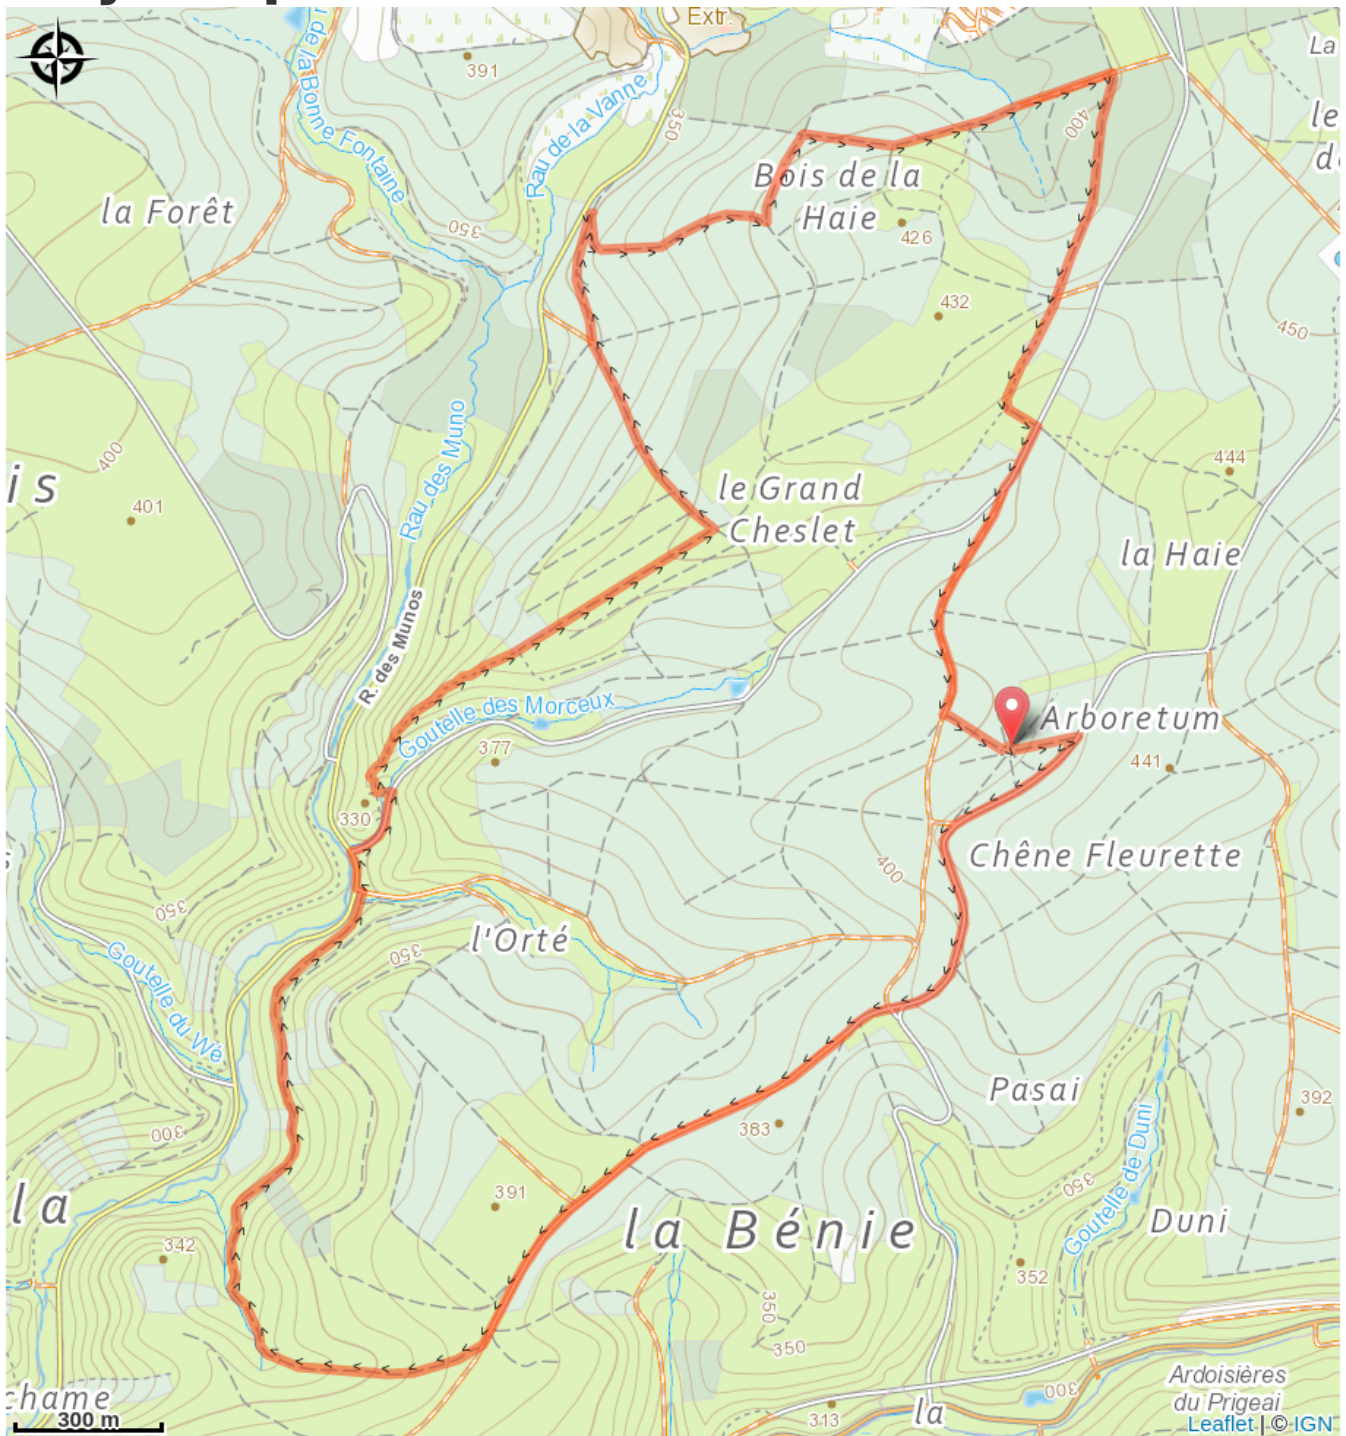 Extr.
391
La
Rau de la Vanne
350
400
le
de la Bonne Fontaine
Bois de la
Haie
la Forêt
350
426
432
450
400
is
401
Rau des Muno
le Grand
Cheslet
444
la Haie
R. des Munos
Goutelle des Morceux
377
Arboretum
441
330
Chêne Fleurette
400
350
l'Orté
350
Goutelle du Wé
Pasai
392
383
300
350
Goutelle de Duni
391
la
la Bénie
Duni
342
352
350
350
Ardoisières
du Prigeai
300
chame
313
la
300 m
Leaflet | © IGN